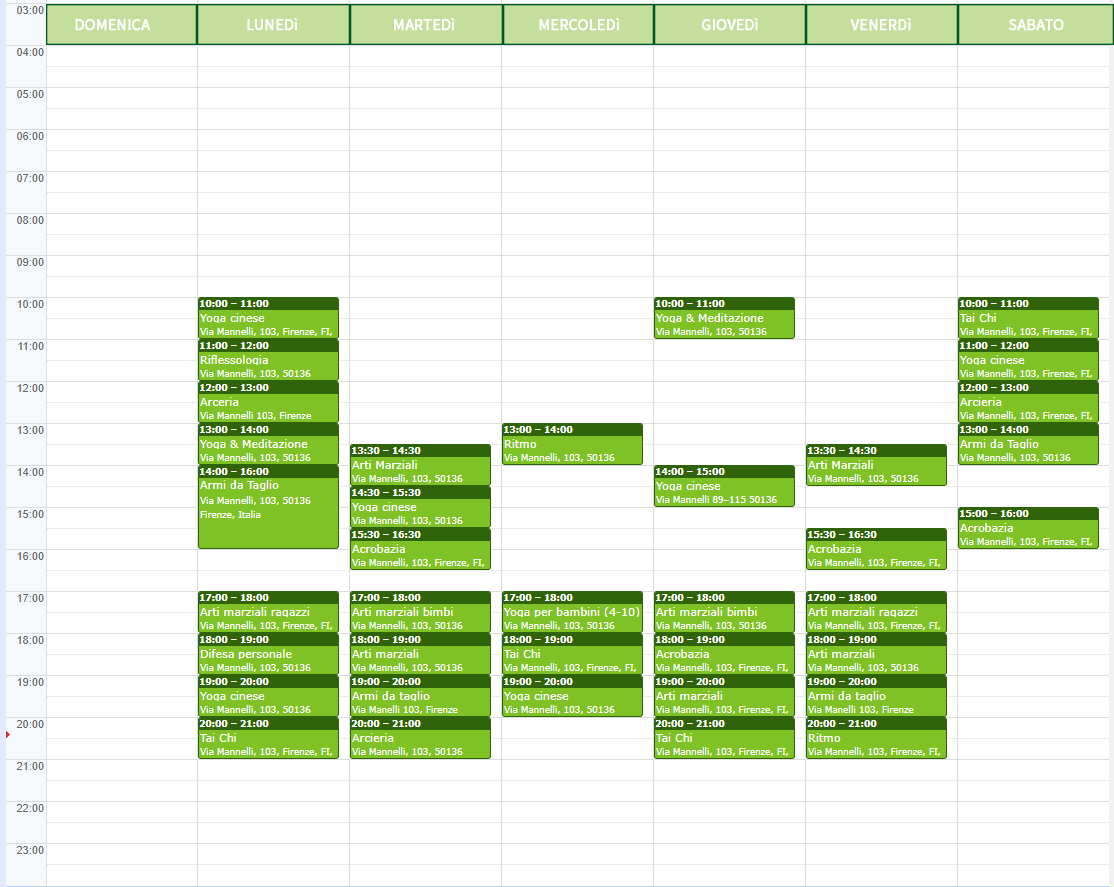 DOMENICA
LUNEDÌ
MARTEDÌ
MERCOLEDÌ
GIOVEDÌ
VENERDÌ
SABATO
03:00
04:00
05:00
06:00
07:00
08:00
09:00
10:00
11:00
12:00
13:00
14:00
15:00
16:00
17:00
18:00
19:00
20:00
21:00
22:00
23:00
10:00 – 11:00
Yoga cinese
Via Mannelli, 103, Firenze, FI,
11:00 – 12:00
Riflessologia
Via Mannelli, 103, 50136
12:00 – 13:00
Arceria
Via Mannelli 103, Firenze
13:00 – 14:00
Yoga & Meditazione
Via Mannelli, 103, 50136
14:00 – 16:00
Armi da Taglio
Via Mannelli, 103, 50136
Firenze, Italia
17:00 – 18:00
Arti marziali ragazzi
Via Mannelli, 103, Firenze, FI,
18:00 – 19:00
Difesa personale
Via Mannelli, 103, 50136
19:00 – 20:00
Yoga cinese
Via Mannelli, 103, 50136
20:00 – 21:00
Tai Chi
Via Mannelli, 103, Firenze, FI,
13:30 – 14:30
Arti Marziali
Via Mannelli, 103, 50136
14:30 – 15:30
Yoga cinese
Via Mannelli, 103, 50136
15:30 – 16:30
Acrobazia
Via Mannelli, 103, Firenze, FI,
17:00 – 18:00
Arti marziali bimbi
Via Mannelli, 103, 50136
18:00 – 19:00
Arti marziali
Via Mannelli, 103, 50136
19:00 – 20:00
Armi da taglio
Via Manelli 103, Firenze
20:00 – 21:00
Arcieria
Via Mannelli, 103, 50136
13:00 – 14:00
Ritmo
Via Mannelli, 103, 50136
17:00 – 18:00
Yoga per bambini (4-10)
Via Mannelli, 103, 50136
18:00 – 19:00
Tai Chi
Via Mannelli, 103, Firenze, FI,
19:00 – 20:00
Yoga cinese
Via Mannelli, 103, 50136
10:00 – 11:00
Yoga & Meditazione
Via Mannelli, 103, 50136
14:00 – 15:00
Yoga cinese
Via Mannelli 89–115 50136
17:00 – 18:00
Arti marziali bimbi
Via Mannelli, 103, 50136
18:00 – 19:00
Acrobazia
Via Mannelli, 103, Firenze, FI,
19:00 – 20:00
Arti marziali
Via Mannelli, 103, Firenze, FI,
20:00 – 21:00
Tai Chi
Via Mannelli, 103, Firenze, FI,
13:30 – 14:30
Arti Marziali
Via Mannelli, 103, 50136
15:30 – 16:30
Acrobazia
Via Mannelli, 103, Firenze, FI,
17:00 – 18:00
Arti marziali ragazzi
Via Mannelli, 103, Firenze, FI,
18:00 – 19:00
Arti marziali
Via Mannelli, 103, 50136
19:00 – 20:00
Armi da taglio
Via Manelli 103, Firenze
20:00 – 21:00
Ritmo
Via Mannelli, 103, Firenze, FI,
10:00 – 11:00
Tai Chi
Via Mannelli, 103, Firenze, FI,
11:00 – 12:00
Yoga cinese
Via Mannelli, 103, Firenze, FI,
12:00 – 13:00
Arcieria
Via Mannelli, 103, Firenze, FI,
13:00 – 14:00
Armi da Taglio
Via Mannelli, 103, 50136
15:00 – 16:00
Acrobazia
Via Mannelli, 103, Firenze, FI,